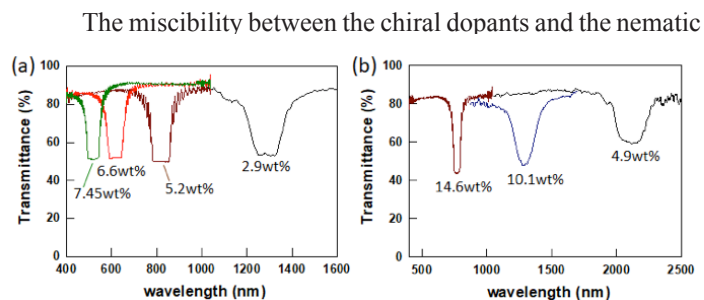 The miscibility between the chiral dopants and the nematic
(a)
100
80
60
40
20
0
Transmittance (%)
7.45wt%
6.6wt%
5.2wt%
2.9wt%
400 600 800 1000 1200 1400 1600
wavelength (nm)
(b)
100
80
60
40
20
0
Transmittance (%)
14.6wt%
10.1wt%
4.9wt%
500 1000 1500 2000 2500
wavelength (nm)